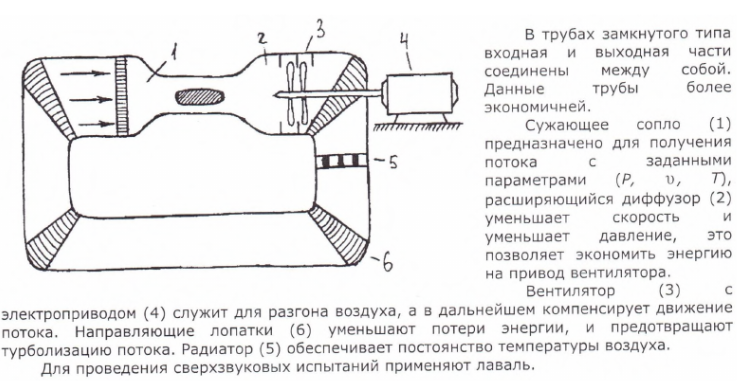 1
2
3
4
В трубах замкнутого типа
входная и выходная части
соединены между собой.
Данные трубы более
экономичней.
Сужающее сопло (1)
предназначено для получения
потока с заданными
параметрами (P, υ, T),
расширяющийся диффузор (2)
уменьшает скорость и
уменьшает давление, это
позволяет экономить энергию
на привод вентилятора.
5
6
Вентилятор (3) с
электроприводом (4) служит для разгона воздуха, а в дальнейшем компенсирует движение
потока. Направляющие лопатки (6) уменьшают потери энергии, и предотвращают
турболизацию потока. Радиатор (5) обеспечивает постоянство температуры воздуха.
Для проведения сверхзвуковых испытаний применяют лаваль.